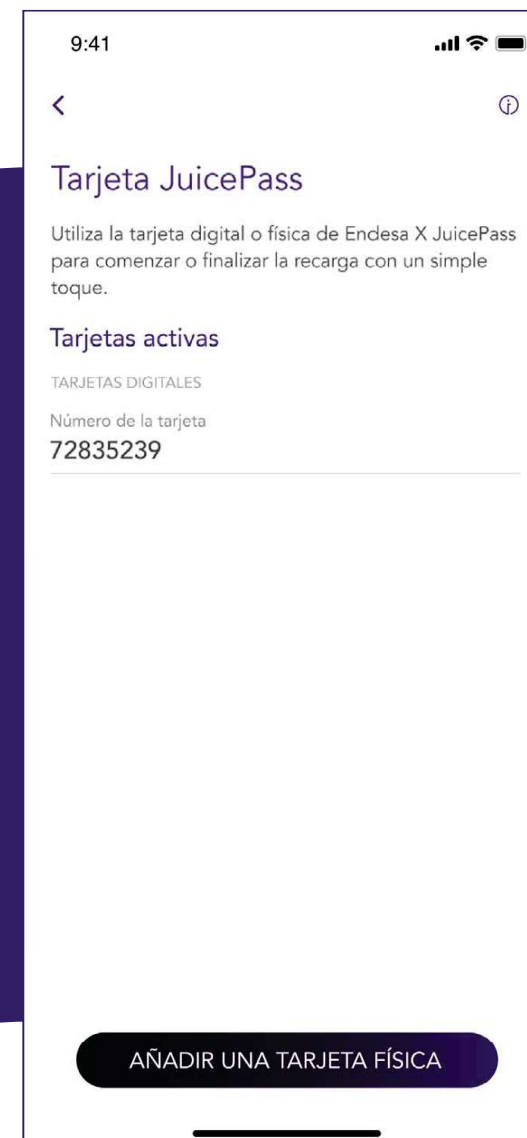 9:41
Tarjeta JuicePass
Utiliza la tarjeta digital o física de Endesa X JuicePass
para comenzar o finalizar la recarga con un simple
toque.
Tarjetas activas
TARJETAS DIGITALES
Número de la tarjeta
72835239
AÑADIR UNA TARJETA FÍSICA